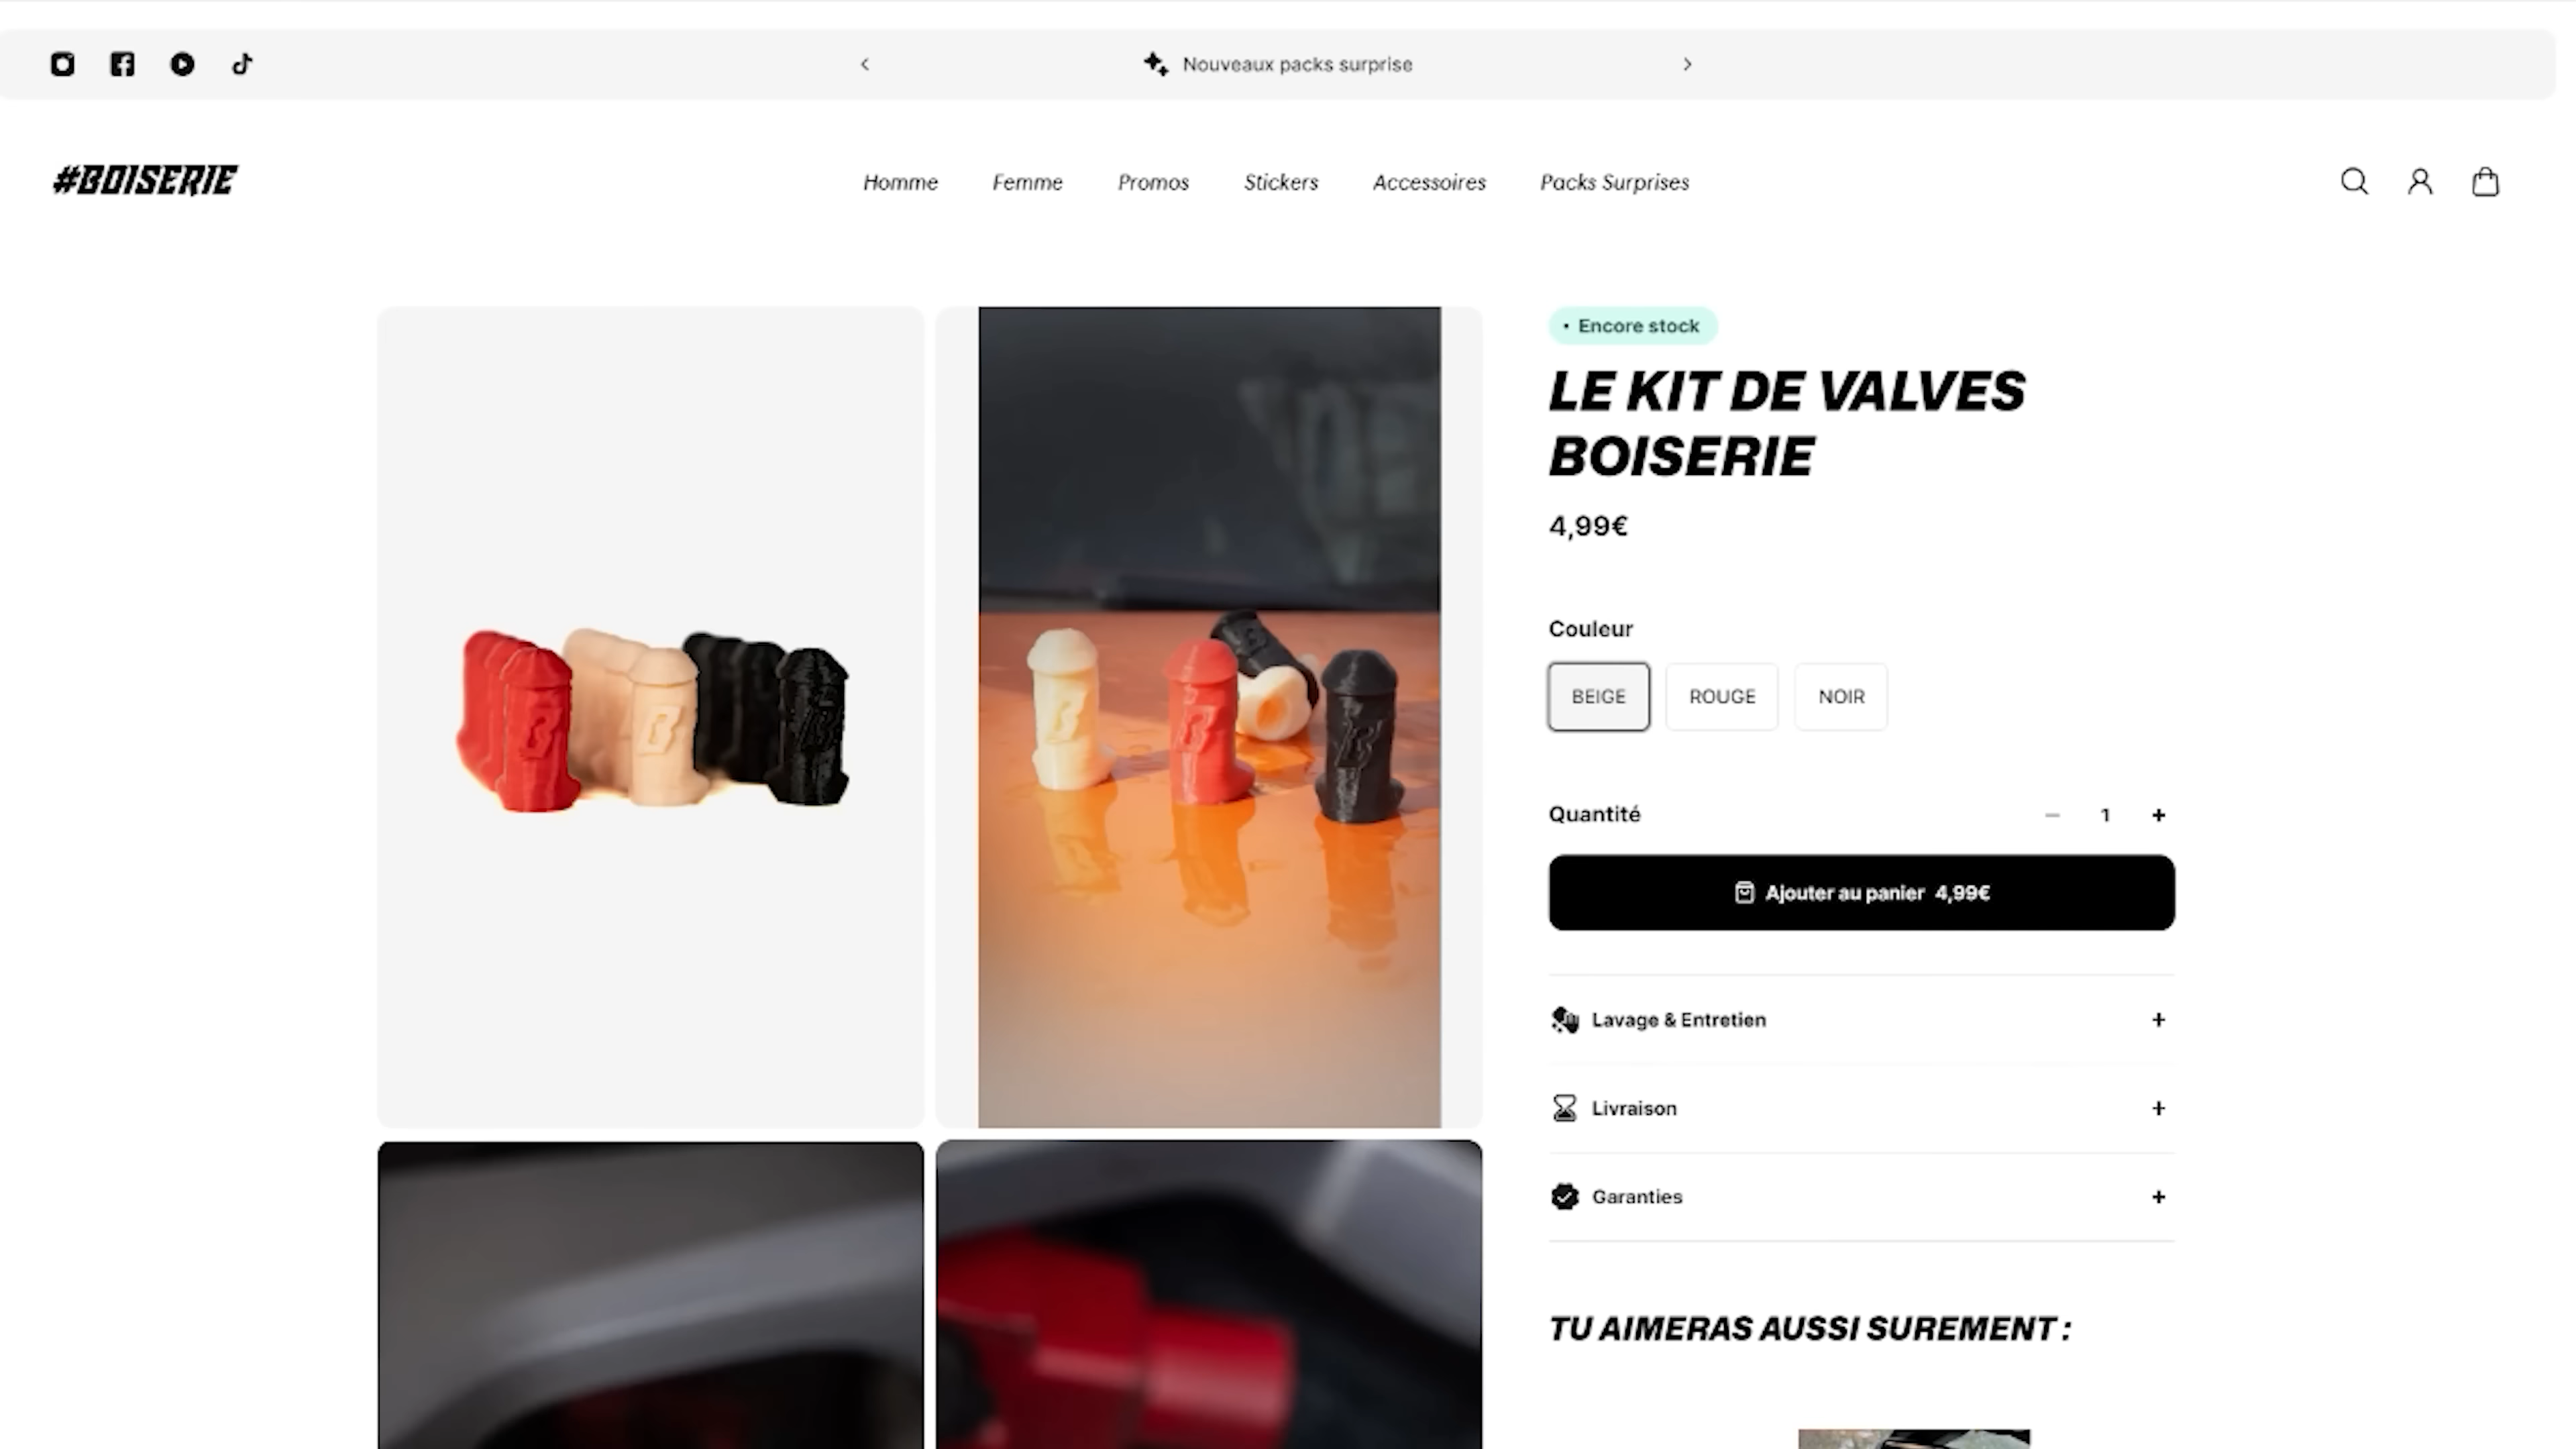 Nouveaux packs surprise
#BOISERIE
Homme
Femme
Promos
Stickers
Accessoires
Packs Surprises
• Encore stock
LE KIT DE VALVES
BOISERIE
4,99€
Couleur
BEIGE
ROUGE
NOIR
Quantité
1
Ajouter au panier 4,99€
Lavage & Entretien
Livraison
Garanties
TU AIMERAS AUSSI SUREMENT :
B
B
B
B
B
B